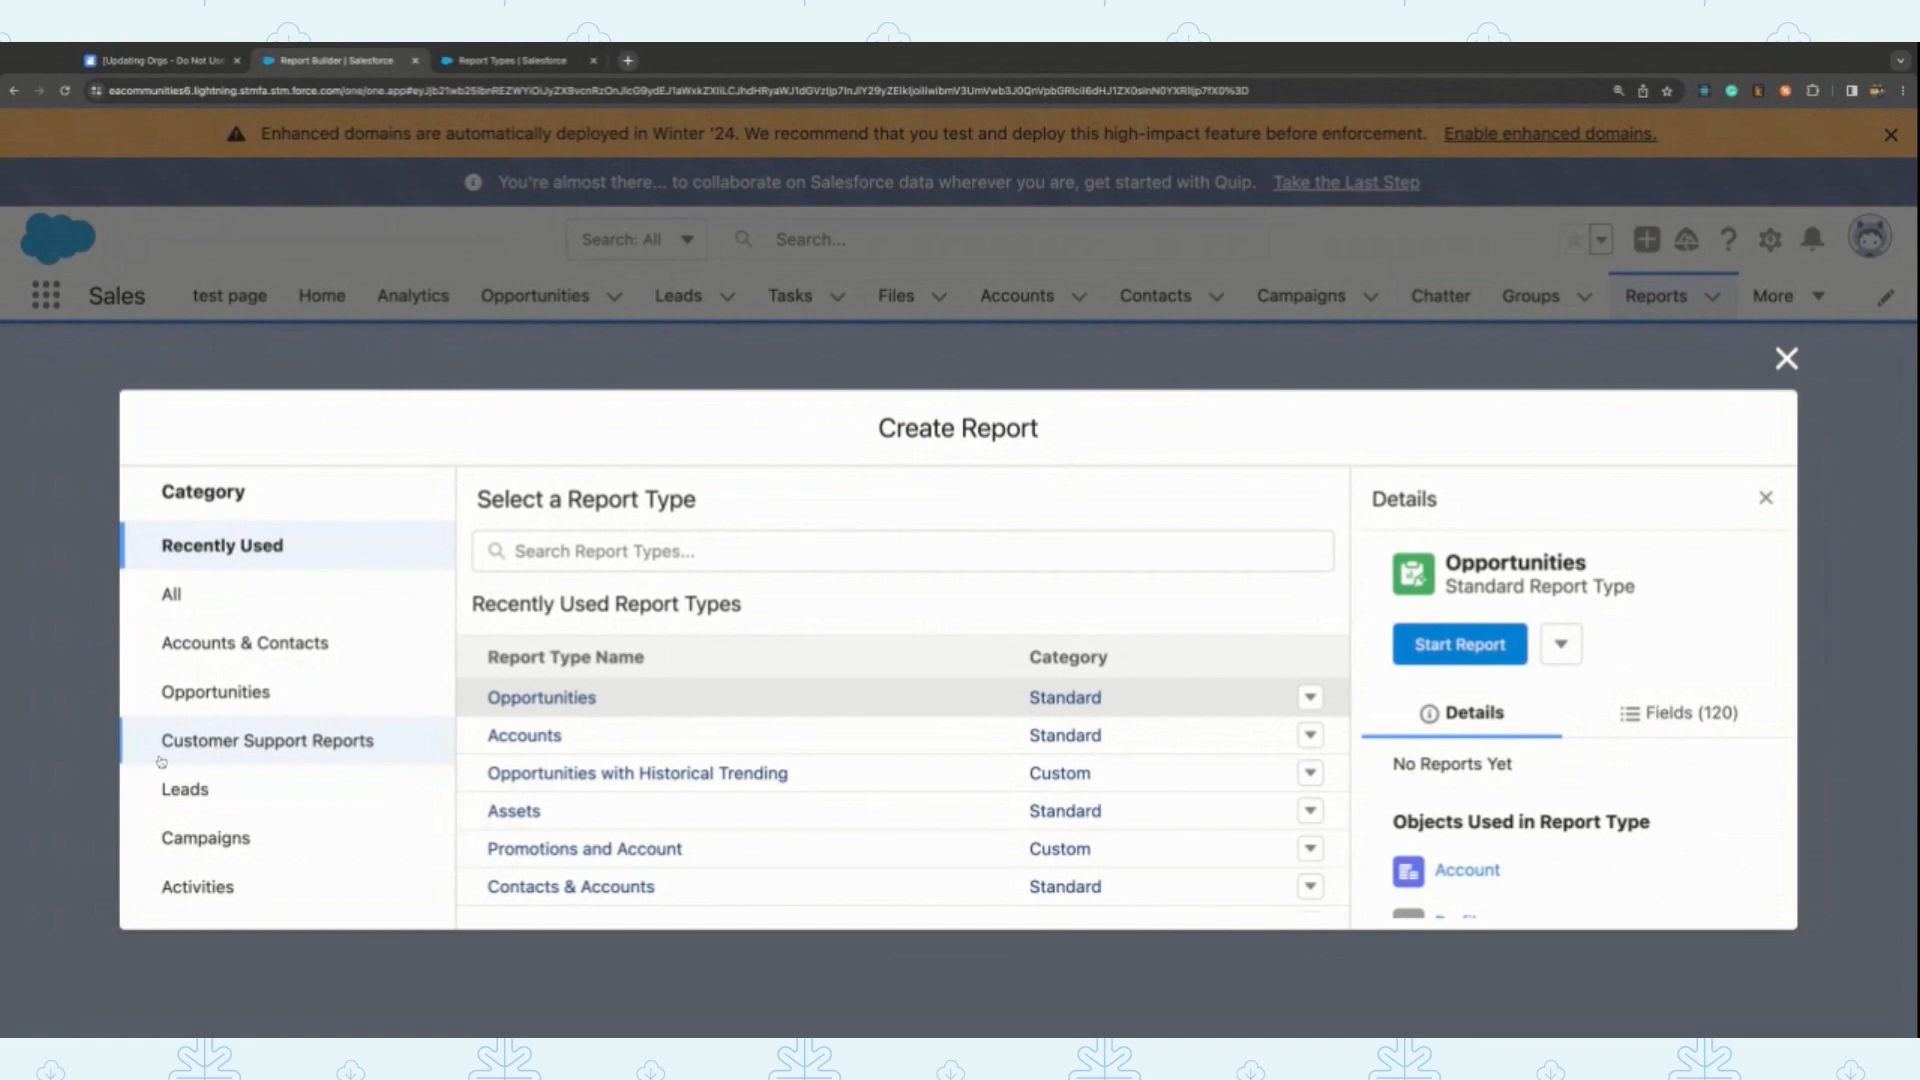 [Updating Orgs - Do Not Us
Report Builder | Salesforce
Report Types | Salesforce
Enhanced domains are automatically deployed in Winter '24. We recommend that you test and deploy this high-impact feature before enforcement. Enable enhanced domains.
You're almost there... to collaborate on Salesforce data wherever you are, get started with Quip. Take the Last Step
Search: All
Search...
Sales
test page
Home
Analytics
Opportunities
Leads
Tasks
Files
Accounts
Contacts
Campaigns
Chatter
Groups
Reports
More
Create Report
Category
Recently Used
All
Accounts & Contacts
Opportunities
Customer Support Reports
Leads
Campaigns
Activities
Select a Report Type
Search Report Types...
Recently Used Report Types
Report Type Name Category
Opportunities Standard
Accounts Standard
Opportunities with Historical Trending Custom
Assets Standard
Promotions and Account Custom
Contacts & Accounts Standard
Details
Opportunities
Standard Report Type
Start Report
Details
Fields (120)
No Reports Yet
Objects Used in Report Type
Account